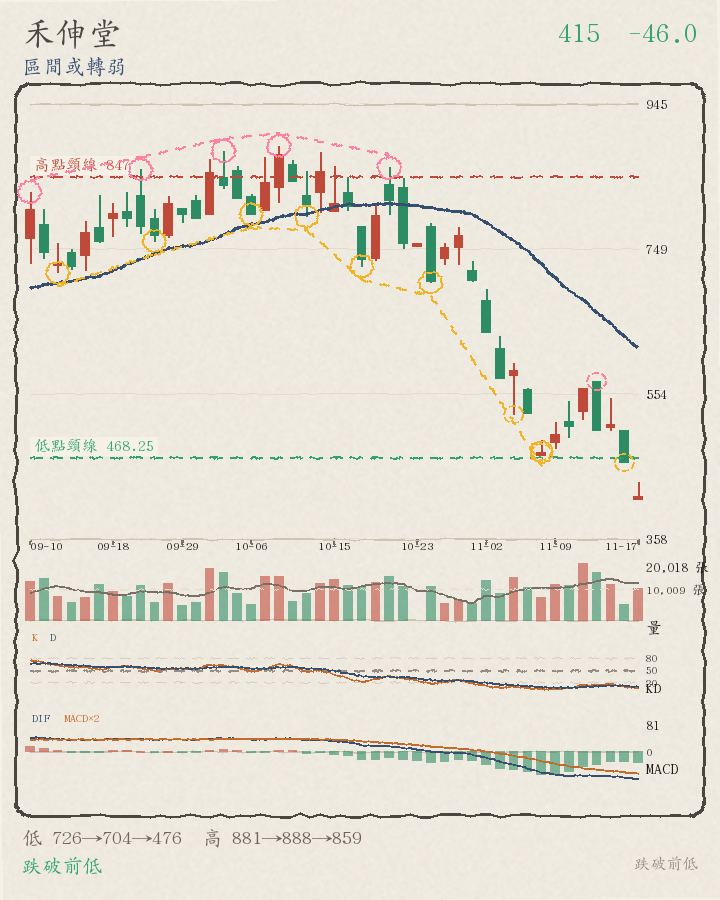 禾伸堂
415 -46.0
區間或轉弱
945
高點頸線 847
749
554
低點頸線 468.25
358
09-10 09-18 09-29 10-06 10-15 10-23 11-02 11-09 11-17
20,018 張
10,009 張
量
K D
80
50
20
KD
DIF MACD×2
81
0
MACD
低 726→704→476 高 881→888→859
跌破前低
跌破前低